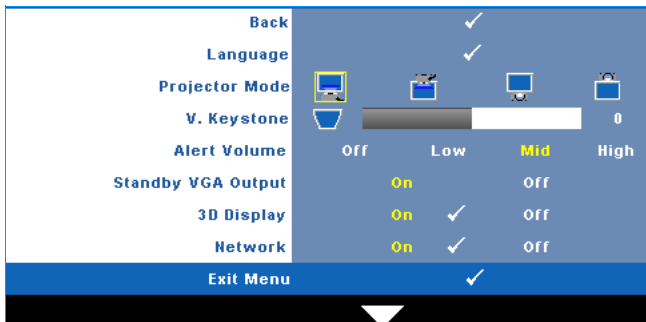 Back
Language
Projector Mode
V. Keystone 0
Alert Volume Off Low Mid High
Standby VGA Output On Off
3D Display On Off
Network On Off
Exit Menu